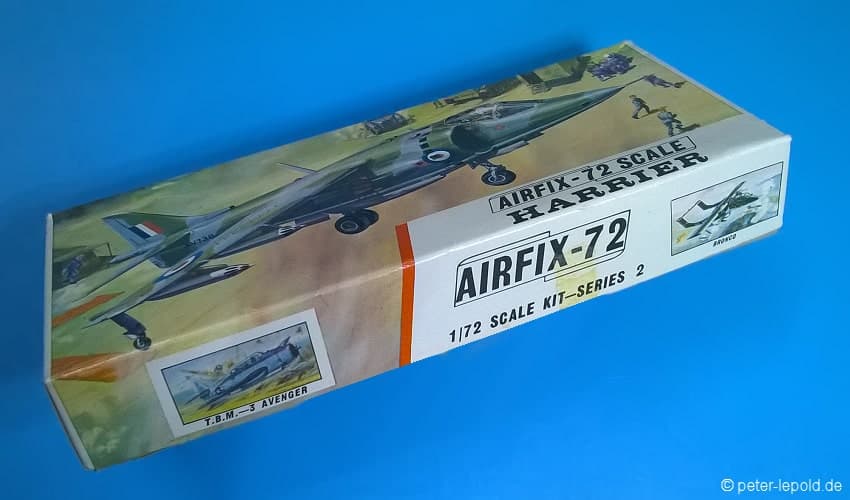 AIRFIX-72 SCALE
HARRIER
AIRFIX-72
1/72 SCALE KIT—SERIES 2
BRONCO
T.B.M.—3 AVENGER
© peter-lepold.de